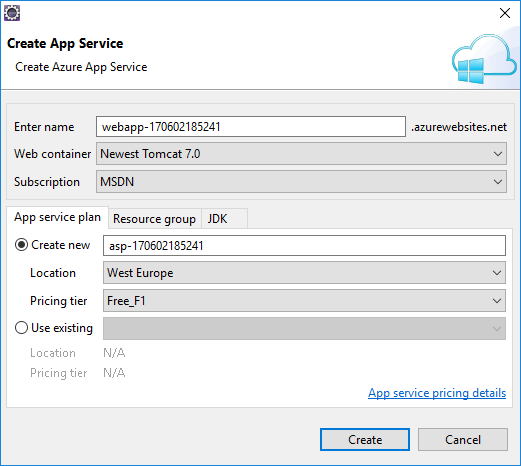 Create App Service
Create Azure App Service
Enter name webapp-170602185241 .azurewebsites.net
Web container Newest Tomcat 7.0
Subscription MSDN
App service plan Resource group JDK
Create new asp-170602185241
Location West Europe
Pricing tier Free_F1
Use existing
Location N/A
Pricing tier N/A
App service pricing details
Create Cancel